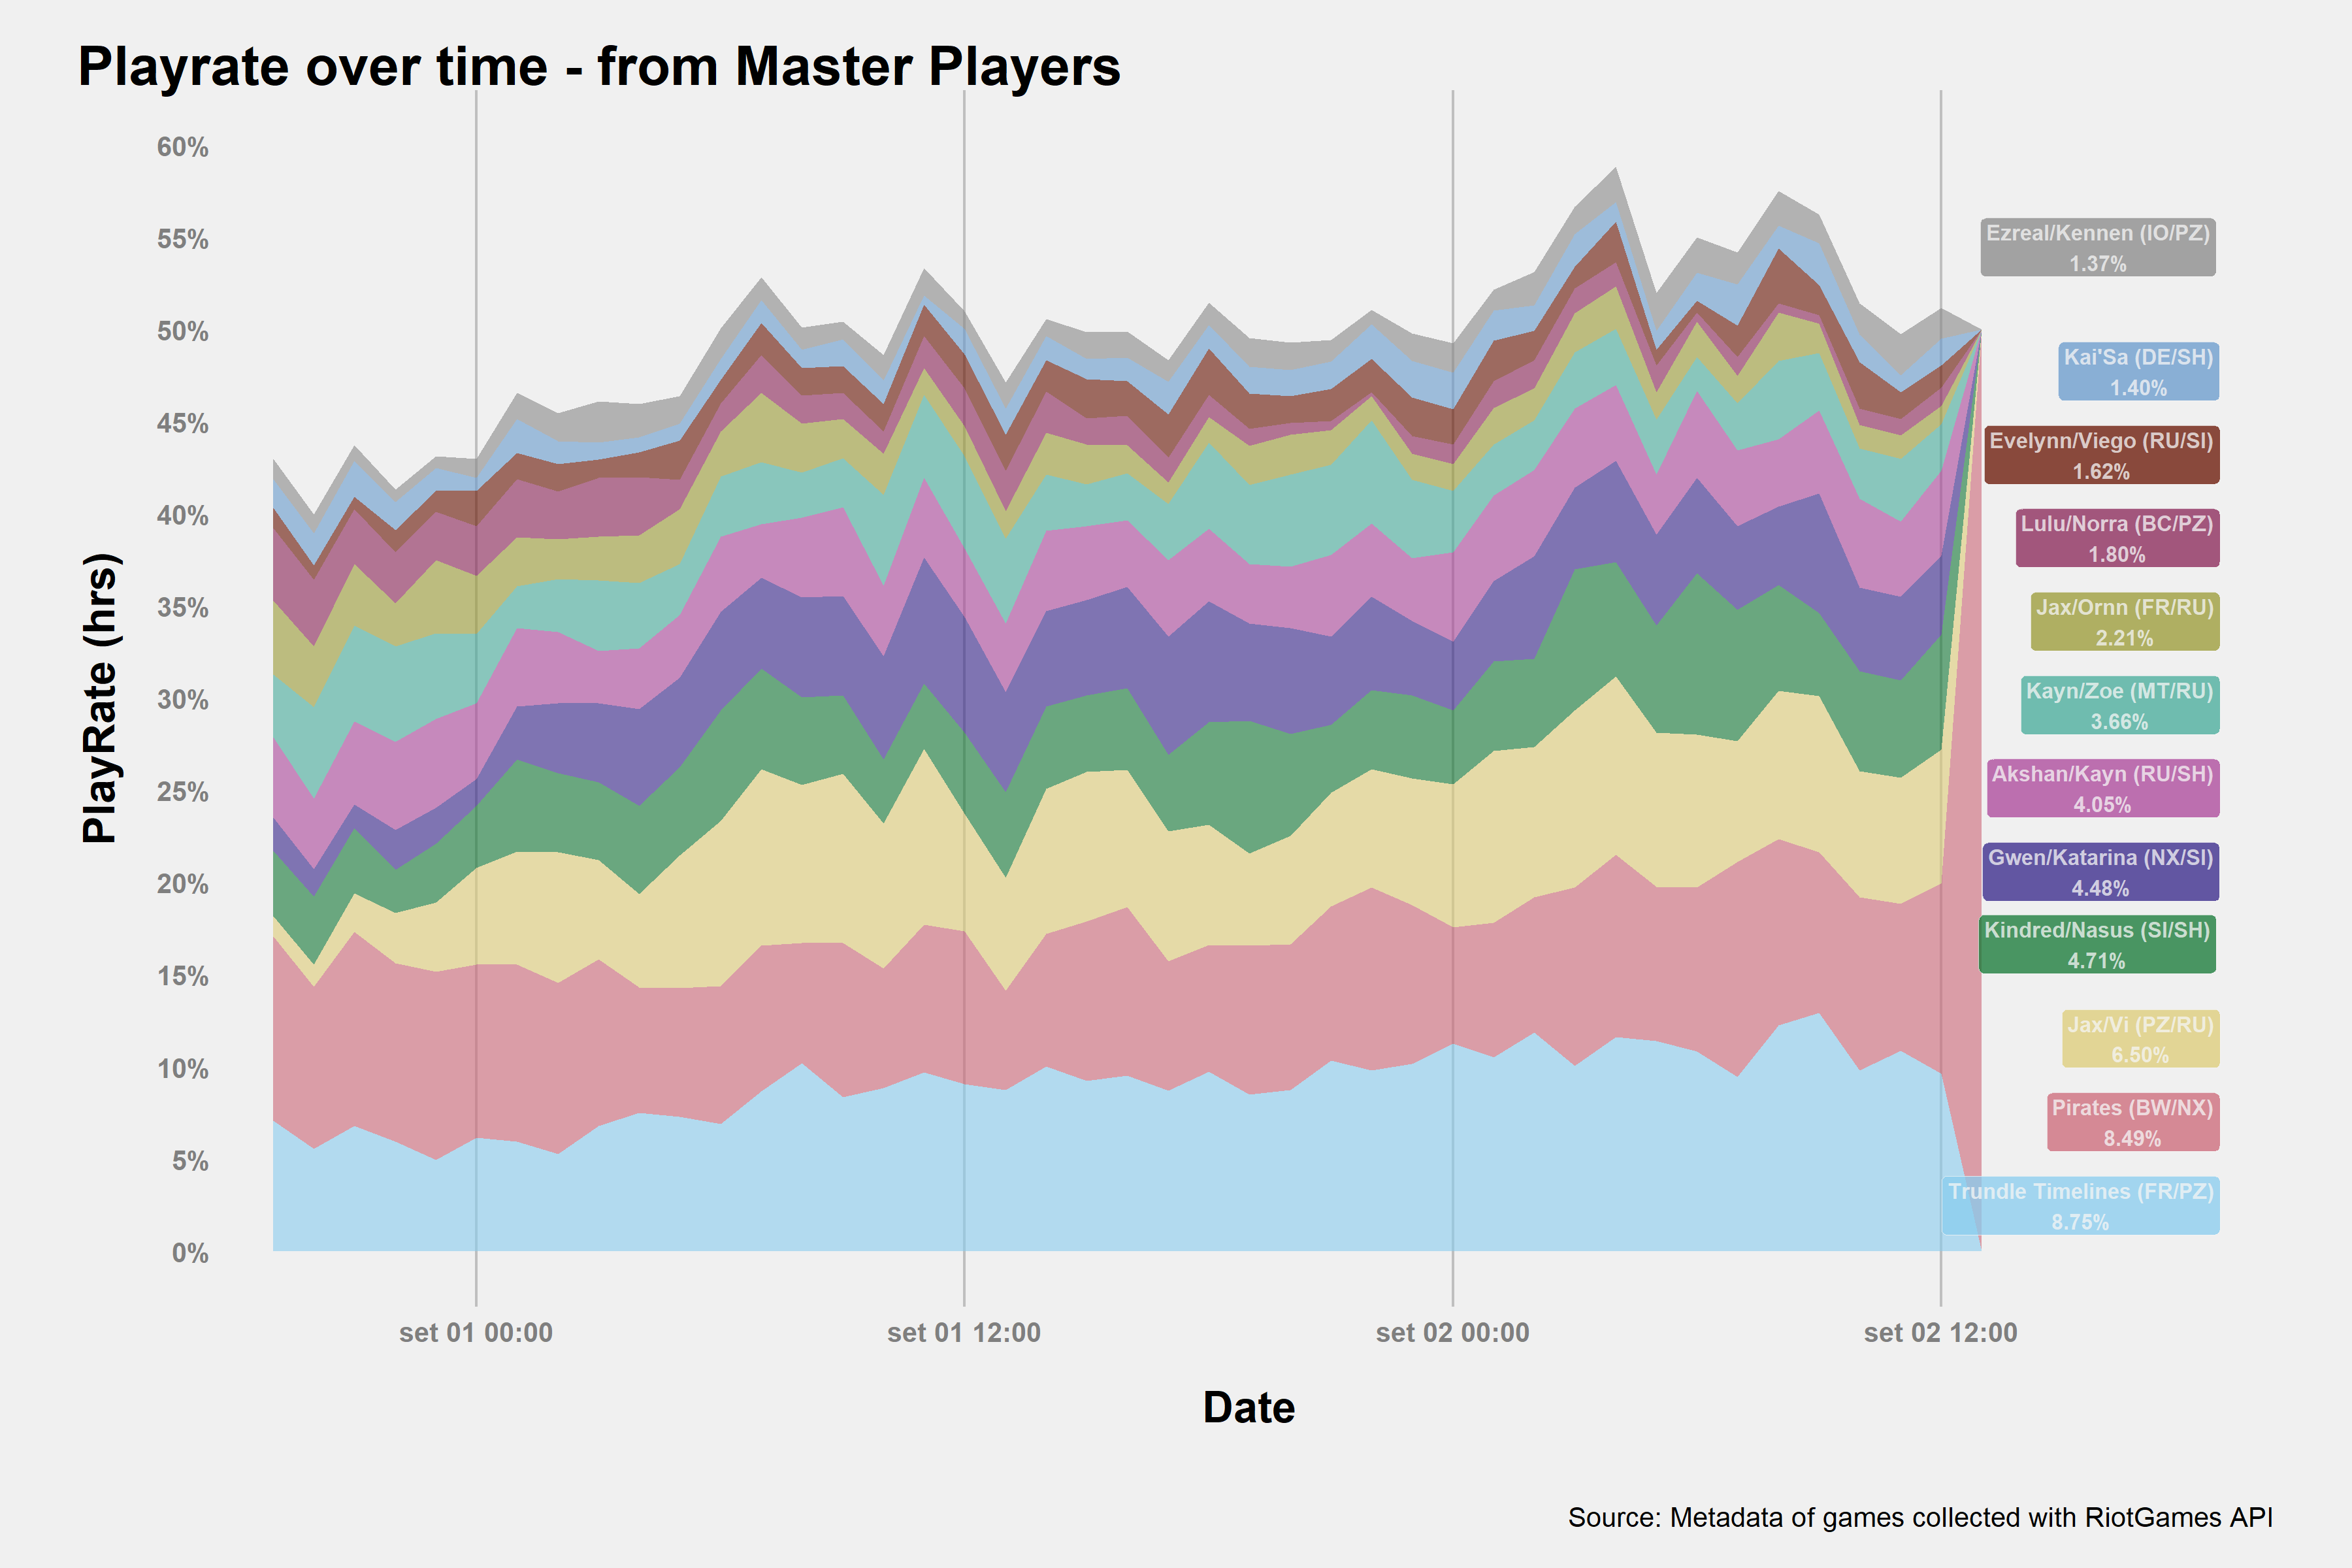 Playrate over time - from Master Players
60%
55%
50%
45%
40%
35%
30%
25%
20%
15%
10%
5%
0%
PlayRate (hrs)
Ezreal/Kennen (IO/PZ)
1.37%
Kai'Sa (DE/SH)
1.40%
Evelynn/Viego (RU/SI)
1.62%
Lulu/Norra (BC/PZ)
1.80%
Jax/Ornn (FR/RU)
2.21%
Kayn/Zoe (MT/RU)
3.66%
Akshan/Kayn (RU/SH)
4.05%
Gwen/Katarina (NX/SI)
4.48%
Kindred/Nasus (SI/SH)
4.71%
Jax/Vi (PZ/RU)
6.50%
Pirates (BW/NX)
8.49%
Trundle Timelines (FR/PZ)
8.75%
set 01 00:00
set 01 12:00
set 02 00:00
set 02 12:00
Date
Source: Metadata of games collected with RiotGames API